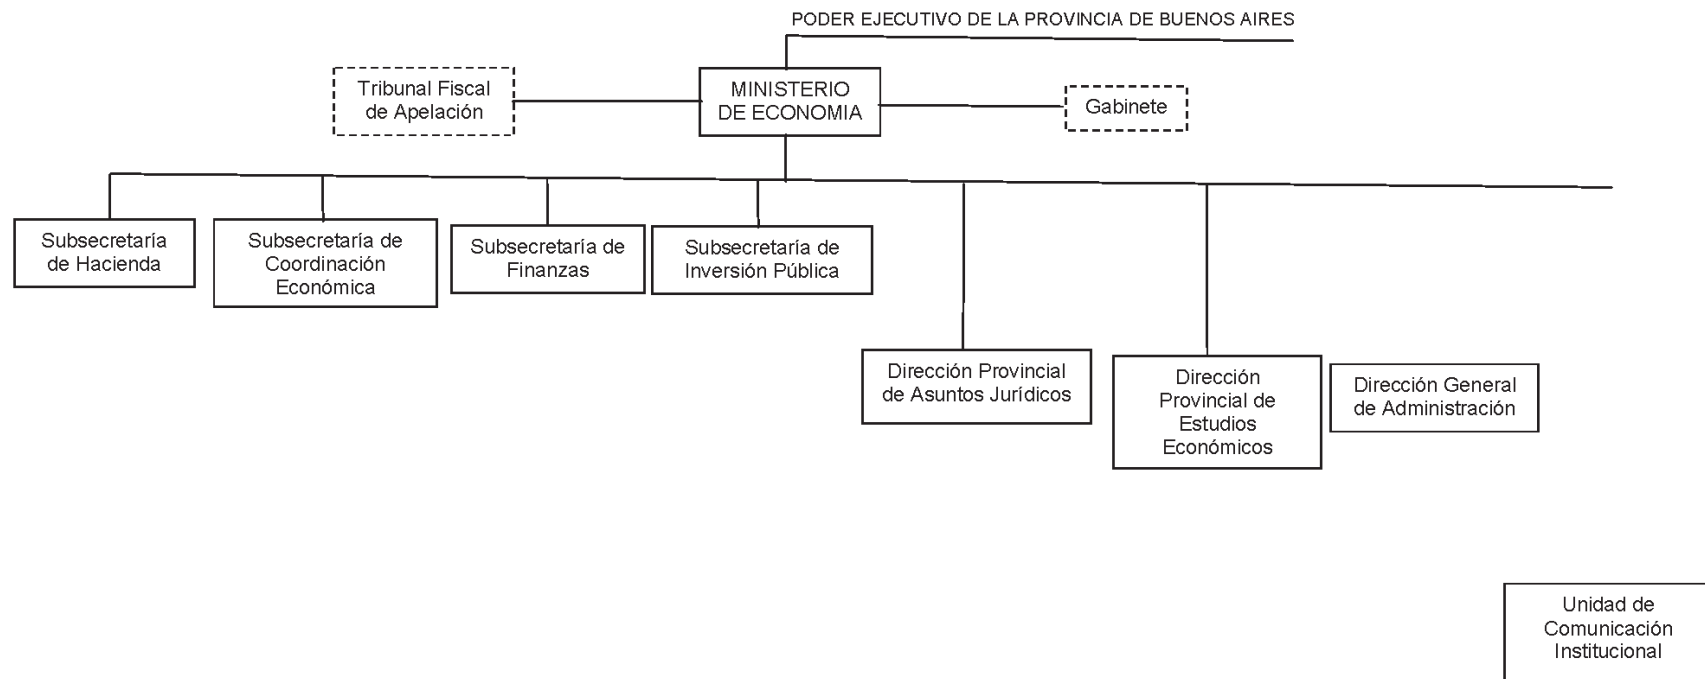 PODER EJECUTIVO DE LA PROVINCIA DE BUENOS AIRES
Tribunal Fiscal
de Apelación
MINISTERIO
DE ECONOMIA
Gabinete
Subsecretaría
de Hacienda
Subsecretaría de
Coordinación
Económica
Subsecretaría de
Finanzas
Subsecretaría de
Inversión Pública
Dirección Provincial
de Asuntos Jurídicos
Dirección
Provincial de
Estudios
Económicos
Dirección General
de Administración
Unidad de
Comunicación
Institucional